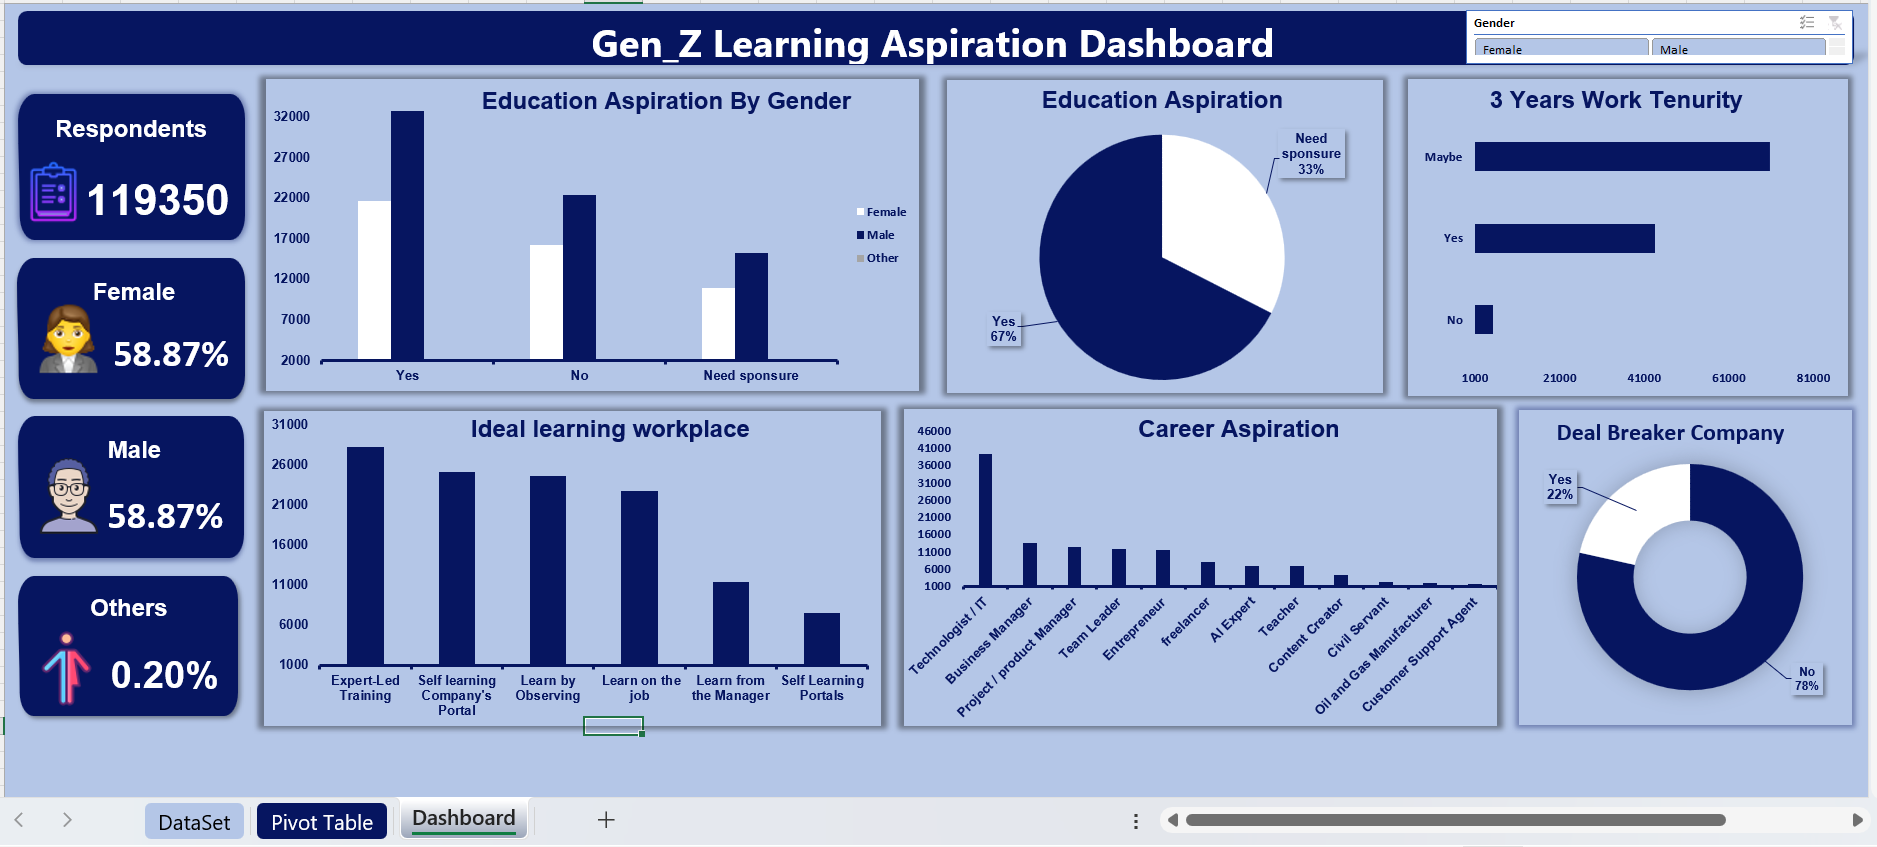 Gen_Z Learning Aspiration Dashboard
Gender
Female
Male
Respondents
119350
Female
58.87%
Male
58.87%
Others
0.20%
Education Aspiration By Gender
32000
27000
22000
17000
12000
7000
2000
Yes
No
Need sponsure
Female
Male
Other
Education Aspiration
Need
sponsure
33%
Yes
67%
3 Years Work Tenurity
Maybe
Yes
No
1000
21000
41000
61000
81000
Ideal learning workplace
31000
26000
21000
16000
11000
6000
1000
Expert-Led
Training
Self learning
Company's
Portal
Learn by
Observing
Learn on the
job
Learn from
the Manager
Self Learning
Portals
Career Aspiration
46000
41000
36000
31000
26000
21000
16000
11000
6000
1000
Technologist / IT
Business Manager
Project / product Manager
Team Leader
Entrepreneur
freelancer
AI Expert
Teacher
Content Creator
Civil Servant
Oil and Gas Manufacturer
Customer Support Agent
Deal Breaker Company
Yes
22%
No
78%
DataSet
Pivot Table
Dashboard